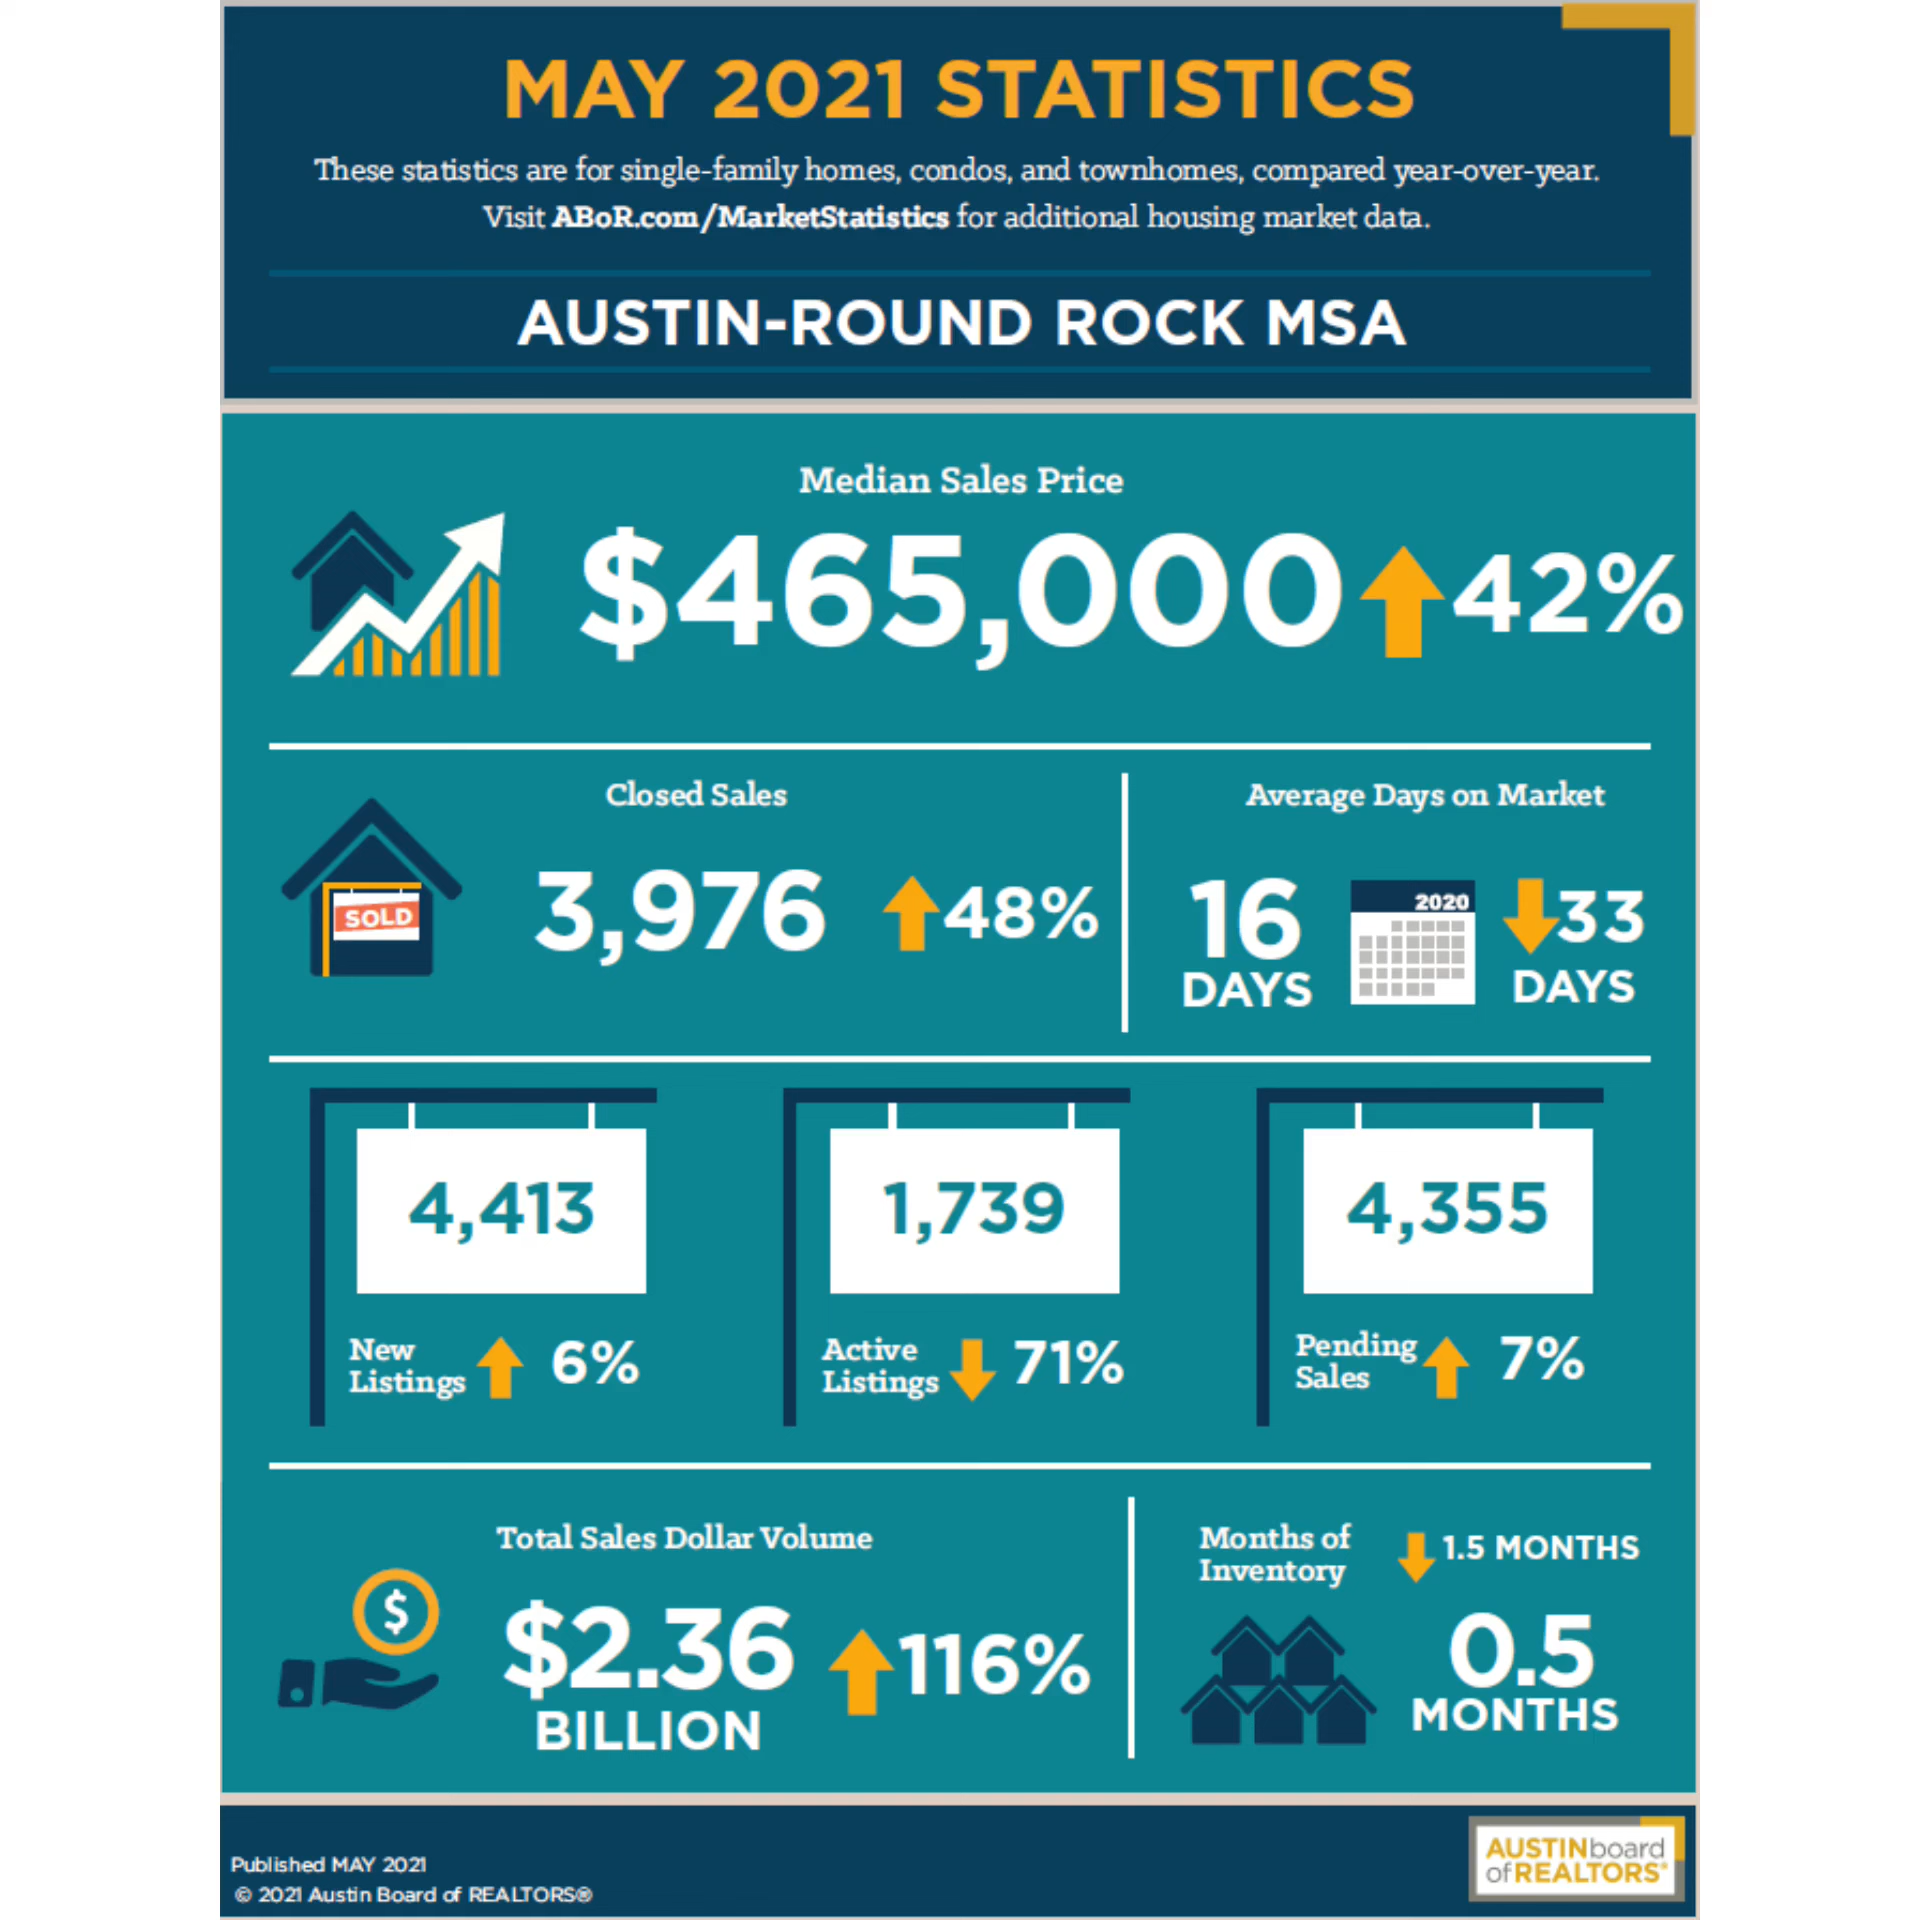 MAY 2021 STATISTICS
These statistics are for single-family homes, condos, and townhomes, compared year-over-year.
Visit ABoR.com/MarketStatistics for additional housing market data.
AUSTIN-ROUND ROCK MSA
Median Sales Price
$465,000 42%
Closed Sales
SOLD
3,976 48%
Average Days on Market
16
DAYS
2020
33
DAYS
4,413
New
Listings
6%
1,739
Active
Listings
71%
4,355
Pending
Sales
7%
Total Sales Dollar Volume
$
$2.36
BILLION
116%
Months of
Inventory
1.5 MONTHS
0.5
MONTHS
Published MAY 2021
© 2021 Austin Board of REALTORS®
AUSTINboard
ofREALTORS®